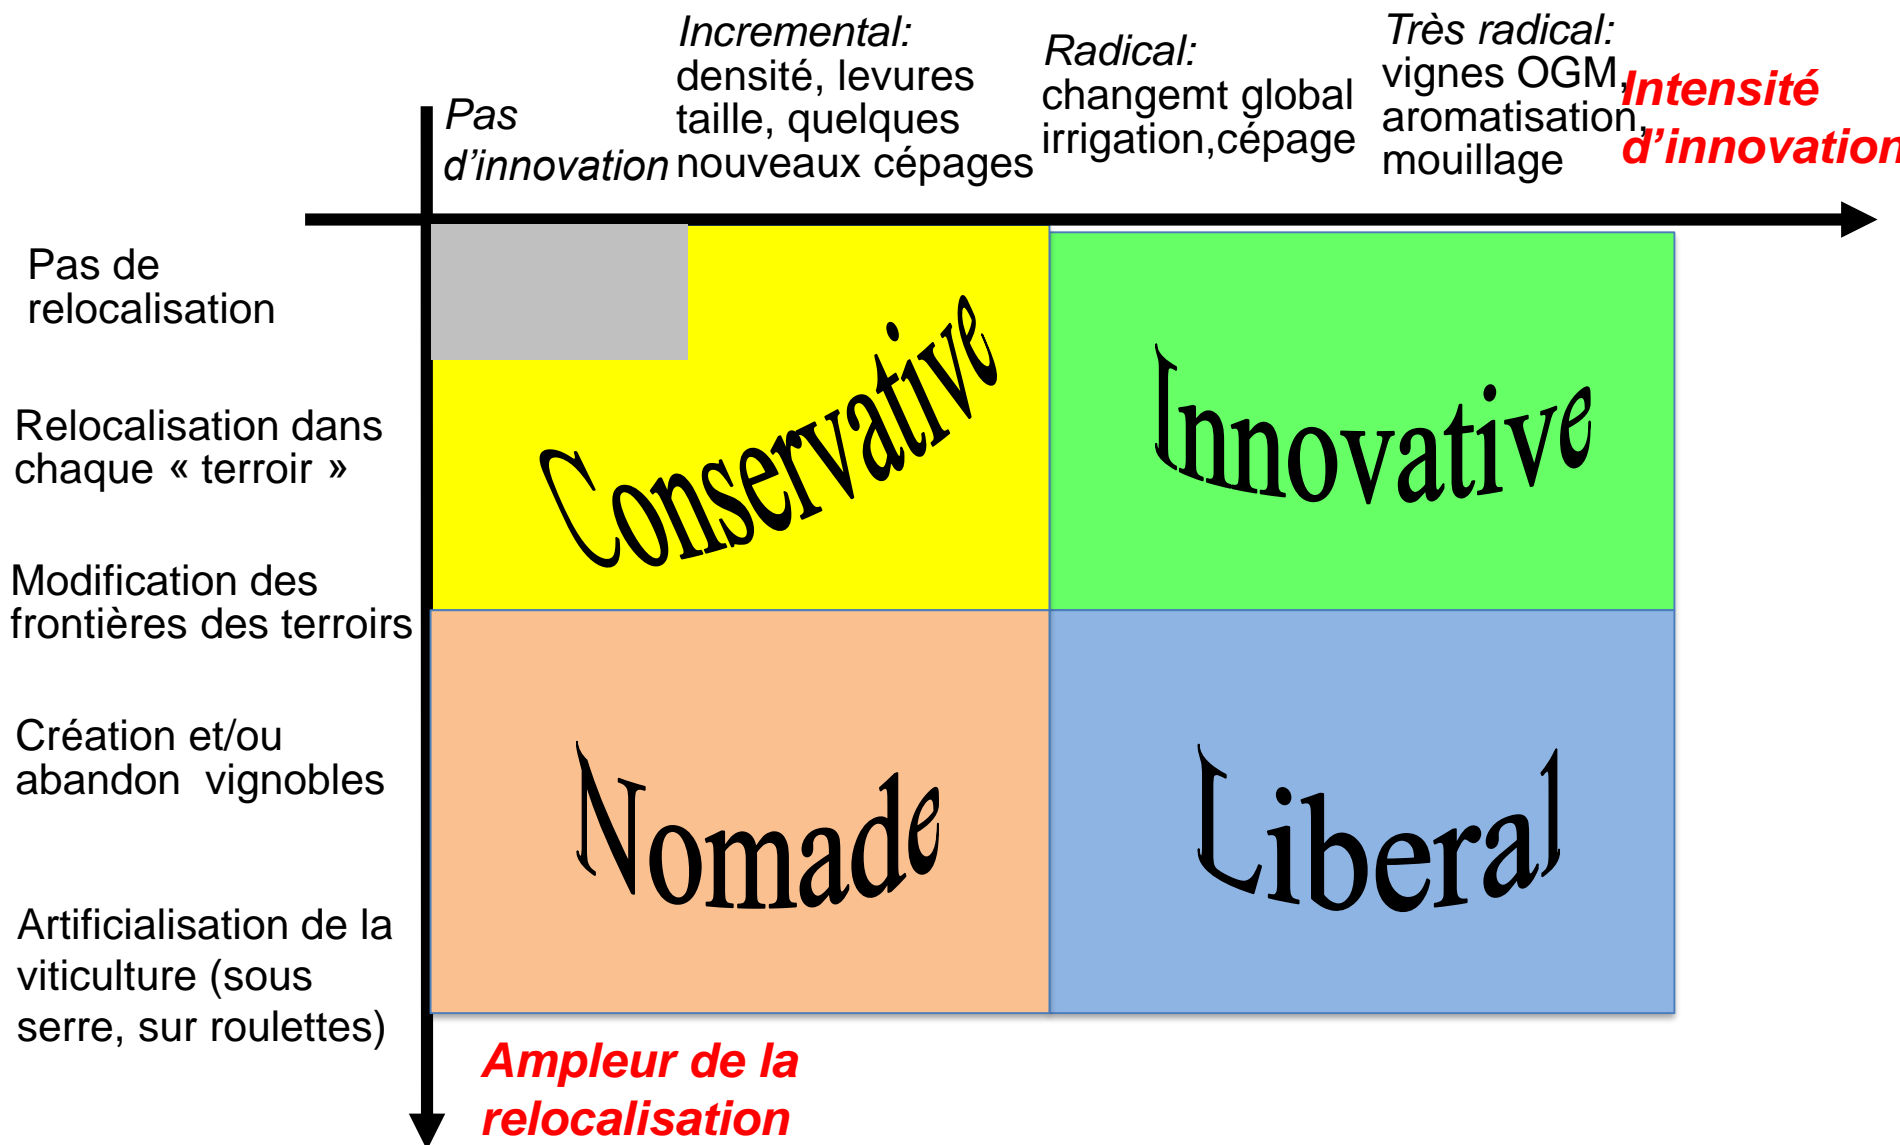 Pas
d’innovation
Incremental:
densité, levures
taille, quelques
nouveaux cépages
Radical:
changemt global
irrigation,cépage
Très radical:
vignes OGM,
aromatisation,
mouillage
Intensité
d’innovation
Pas de
relocalisation
Relocalisation dans
chaque « terroir »
Modification des
frontières des terroirs
Création et/ou
abandon vignobles
Artificialisation de la
viticulture (sous
serre, sur roulettes)
Conservative
Innovative
Nomade
Liberal
Ampleur de la
relocalisation